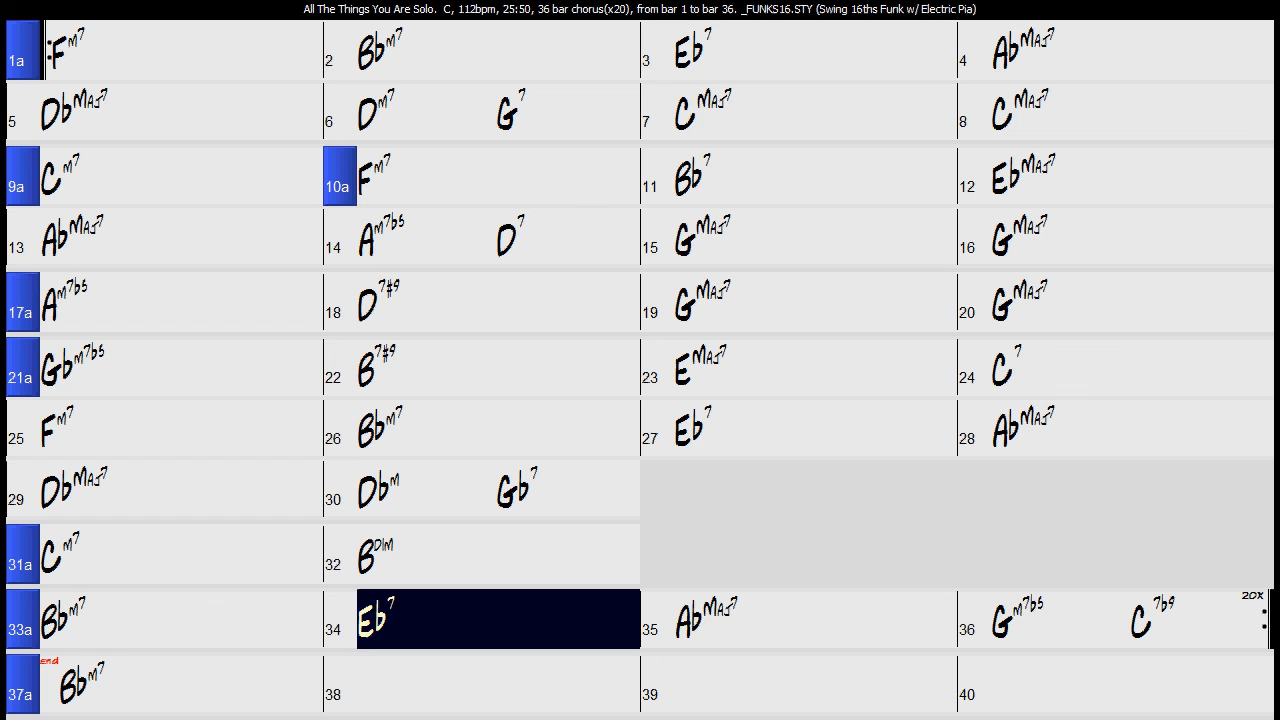 All The Things You Are Solo. C, 112bpm, 25:50, 36 bar chorus(x20), from bar 1 to bar 36. _FUNKS16.STY (Swing 16ths Funk w/ Electric Pia)
1a :Fm7 2 Bbm7 3 Eb7 4 AbMAJ7
5 DbMAJ7 6 Dm7 G7 7 CMAJ7 8 CMAJ7
9a Cm7 10a Fm7 11 Bb7 12 EbMAJ7
13 AbMAJ7 14 Am7b5 D7 15 GMAJ7 16 GMAJ7
17a Am7b5 18 D7#9 19 GMAJ7 20 GMAJ7
21a Gbm7b5 22 B7#9 23 EMAJ7 24 C7
25 Fm7 26 Bbm7 27 Eb7 28 AbMAJ7
29 DbMAJ7 30 Dbm Gb7
31a Cm7 32 BDIM
33a Bbm7 34 Eb7 35 AbMAJ7 36 Gm7b5 C7b9 20X :
37a End Bbm7 38 39 40